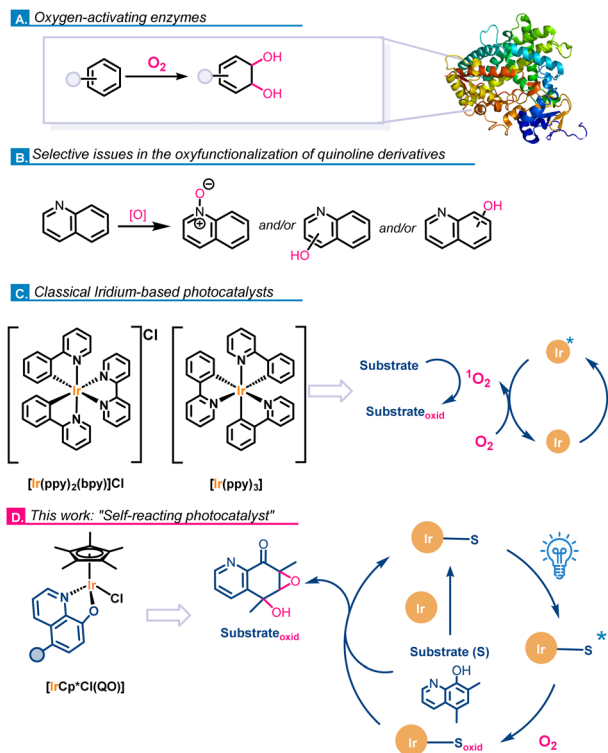 A. Oxygen-activating enzymes
O₂
OH
OH
B. Selective issues in the oxyfunctionalization of quinoline derivatives
N
[O]
O⊖
N
⊕
and/or
N
HO
and/or
N
OH
C. Classical Iridium-based photocatalysts
Cl
N
N
Ir
N
N
N
Ir
N
N
[Ir(ppy)₂(bpy)]Cl
[Ir(ppy)₃]
Substrate
Substrateoxid
¹O₂
O₂
Ir*
Ir
D. This work: "Self-reacting photocatalyst"
Ir
Cl
N
O
[IrCp*Cl(QO)]
N
O
O
OH
Substrateoxid
Ir S
Ir
Substrate (S)
OH
N
Ir S*
Ir Soxid
O₂